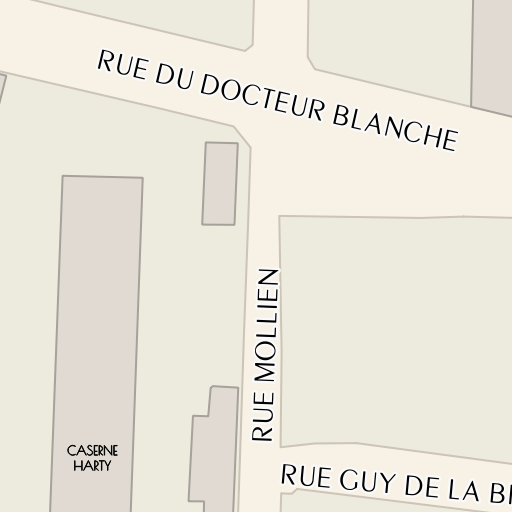 RUE DU DOCTEUR BLANCHE
RUE MOLLIEN
CASERNE
HARTY
RUE GUY DE LA